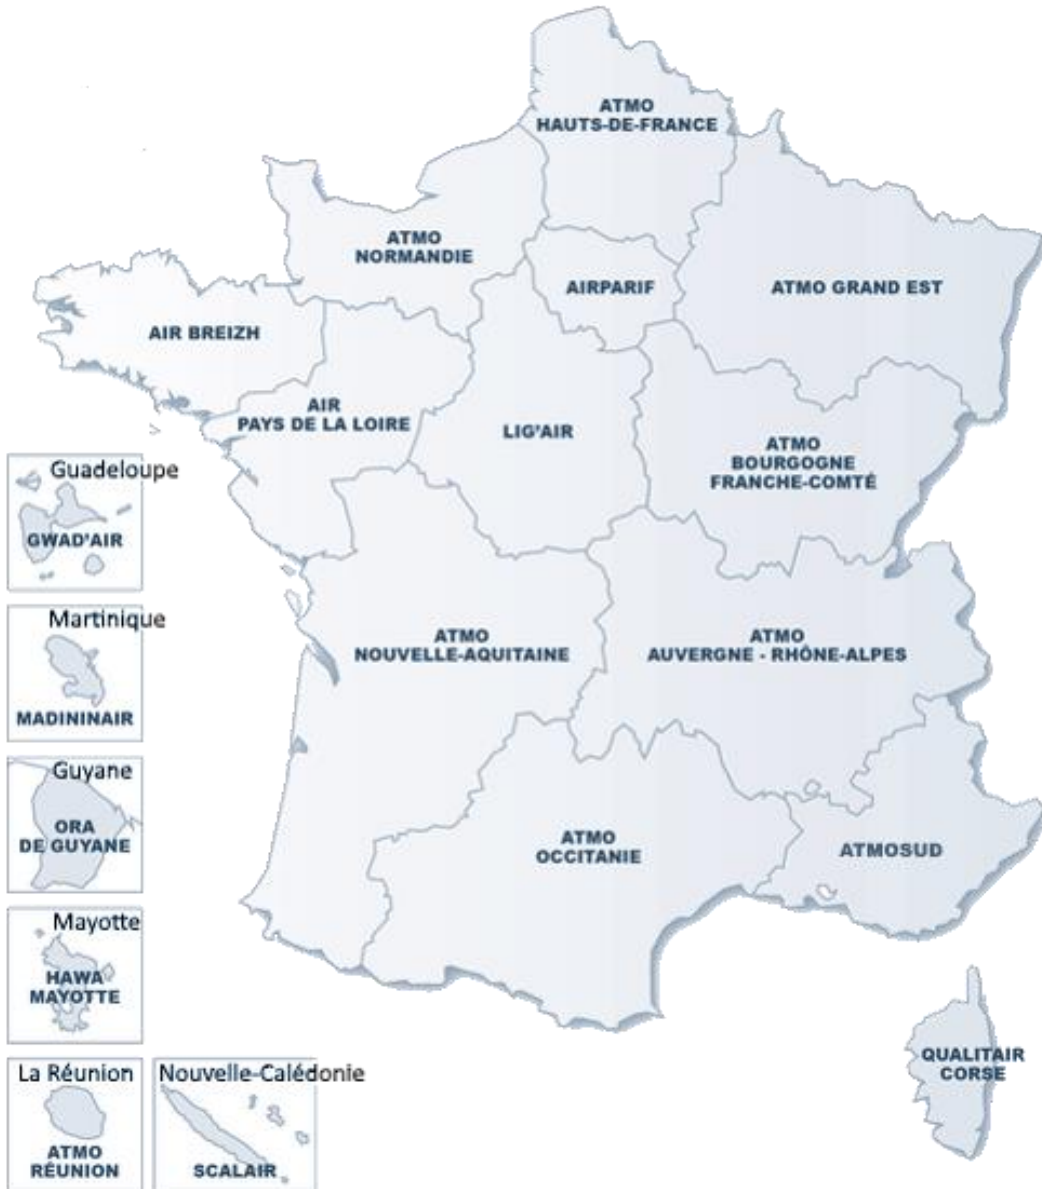 ATMO
HAUTS-DE-FRANCE
ATMO
NORMANDIE
AIRPARIF
ATMO GRAND EST
AIR BREIZH
AIR
PAYS DE LA LOIRE
LIG'AIR
ATMO
BOURGOGNE
FRANCHE-COMTÉ
Guadeloupe
GWAD'AIR
Martinique
MADININAIR
ATMO
NOUVELLE-AQUITAINE
ATMO
AUVERGNE - RHÔNE-ALPES
Guyane
ORA
DE GUYANE
ATMO
OCCITANIE
ATMOSUD
Mayotte
HAWA
MAYOTTE
QUALITAIR
CORSE
La Réunion
ATMO
RÉUNION
Nouvelle-Calédonie
SCALAIR